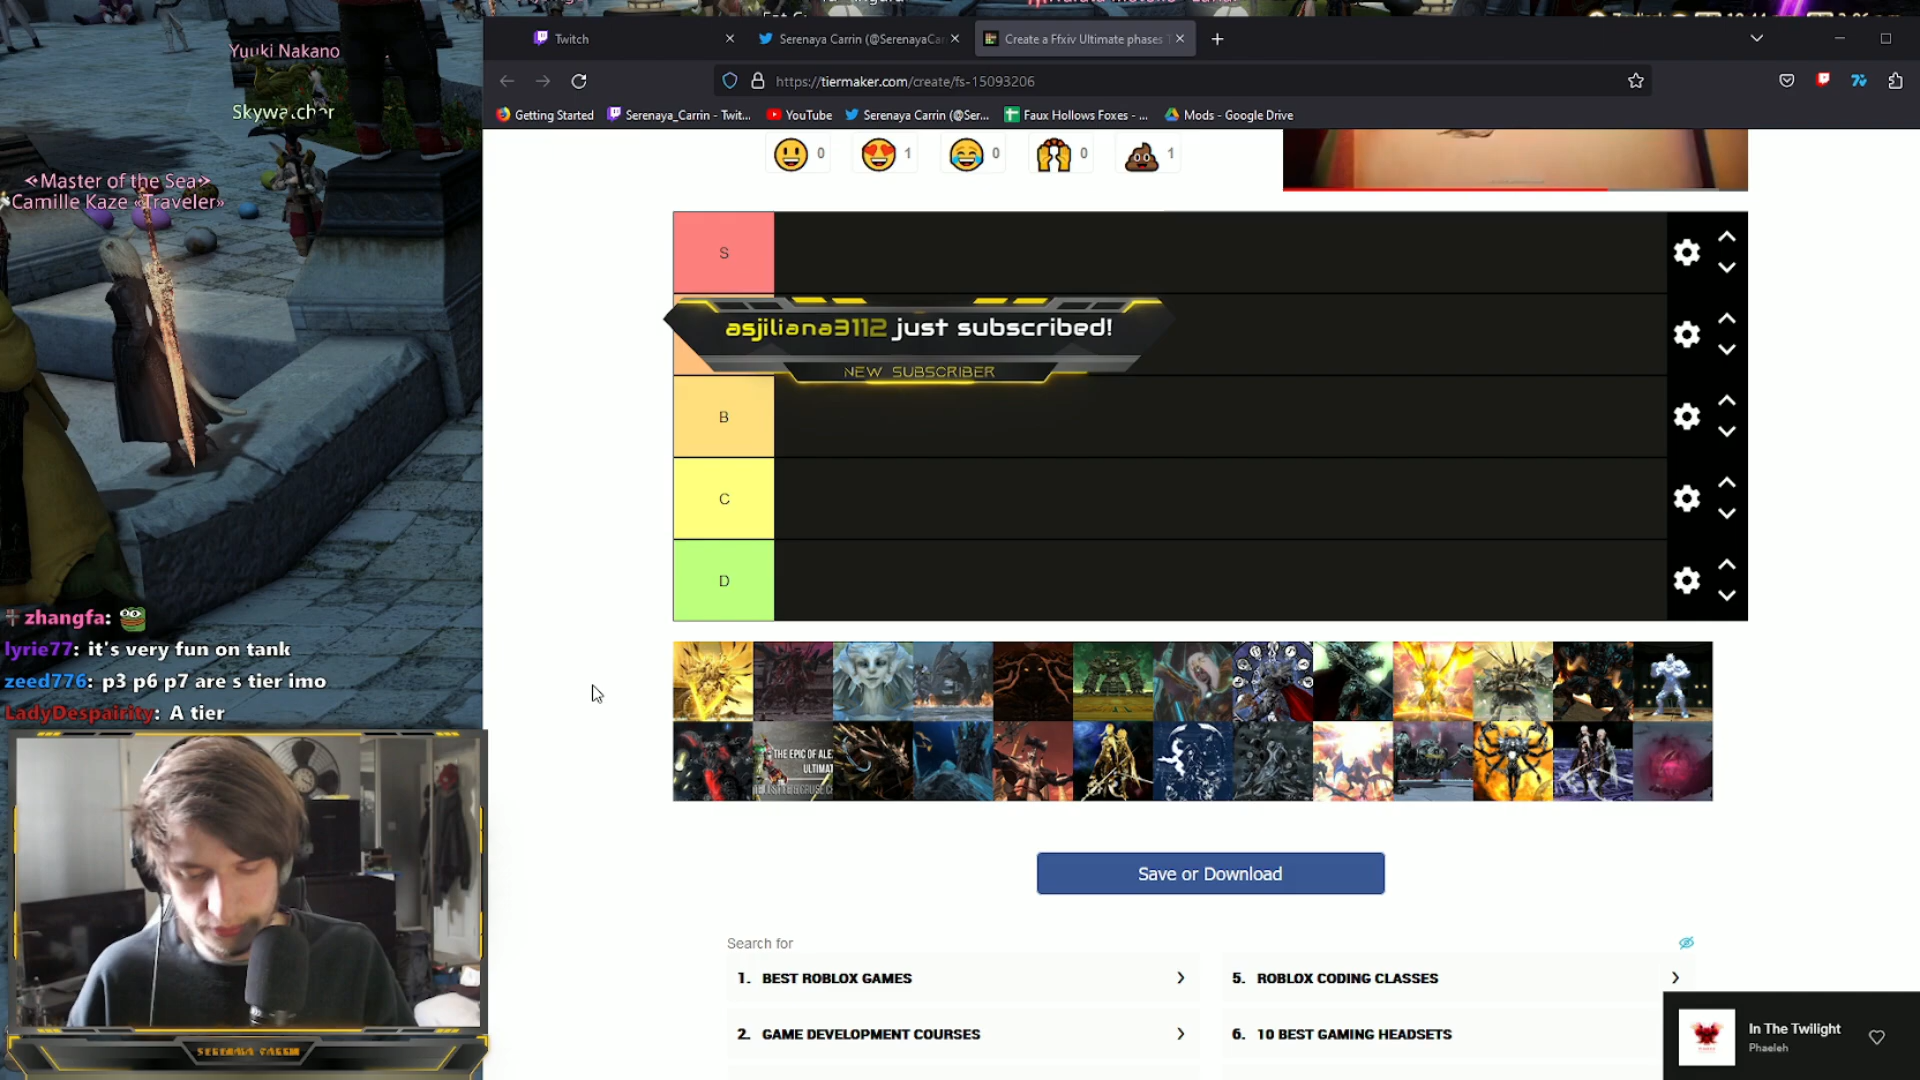 Yuuki Nakano
Skywatcher
«Master of the Sea»
Camille Kaze «Traveler»
Twitch
Serenaya Carrin (@SerenayaCar
Create a Ffxiv Ultimate phases T
https://tiermaker.com/create/fs-15093206
Getting Started
Serenaya_Carrin - Twit...
YouTube
Serenaya Carrin (@Ser...
Faux Hollows Foxes - ...
Mods - Google Drive
0
1
0
0
1
S
asjiliana3112 just subscribed!
NEW SUBSCRIBER
B
C
D
zhangfa:
lyrie77: it's very fun on tank
zeed776: p3 p6 p7 are s tier imo
LadyDespairity: A tier
THE EPIC OF ALE
ULTIMAT
Save or Download
Search for
1. BEST ROBLOX GAMES
5. ROBLOX CODING CLASSES
2. GAME DEVELOPMENT COURSES
6. 10 BEST GAMING HEADSETS
In The Twilight
Phaeleh
SERENAYA CARRIN